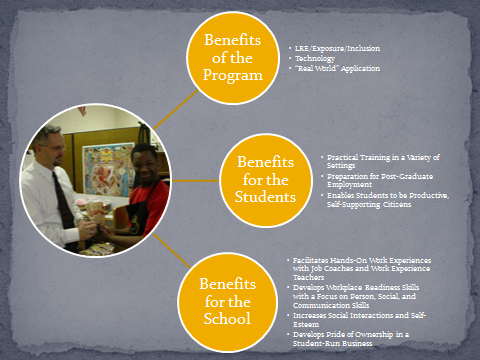 Benefits
of the
Program
• LRE/Exposure/Inclusion
• Technology
• "Real World" Application
Benefits
for the
Students
• Practical Training in a Variety of
Settings
• Preparation for Post-Graduate
Employment
• Enables Students to be Productive,
Self-Supporting Citizens
Benefits
for the
School
• Facilitates Hands-On Work Experiences
with Job Coaches and Work Experience
Teachers
• Develops Workplace Readiness Skills
with a Focus on Person, Social, and
Communication Skills
• Increases Social Interactions and Self-
Esteem
• Develops Pride of Ownership in a
Student-Run Business